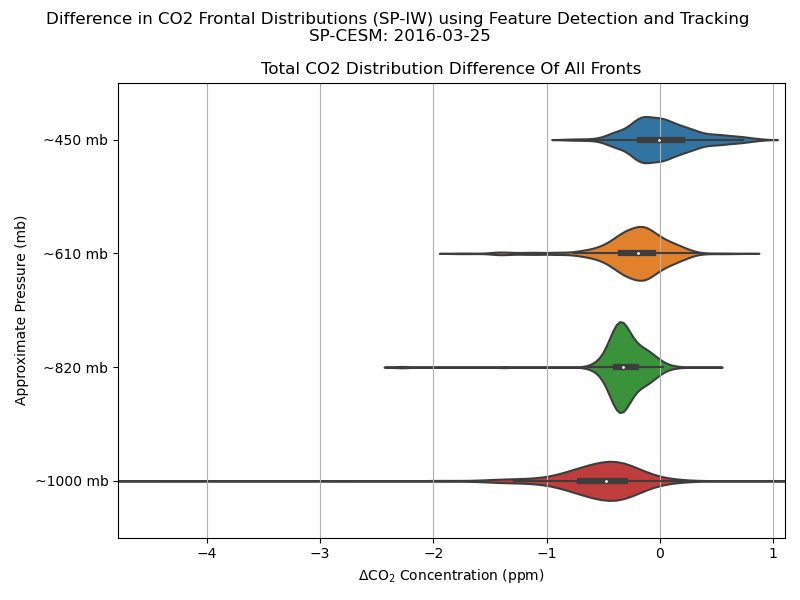 Difference in CO2 Frontal Distributions (SP-IW) using Feature Detection and Tracking
SP-CESM: 2016-03-25
Total CO2 Distribution Difference Of All Fronts
Approximate Pressure (mb)
~450 mb
~610 mb
~820 mb
~1000 mb
−4
−3
−2
−1
0
1
ΔCO₂ Concentration (ppm)